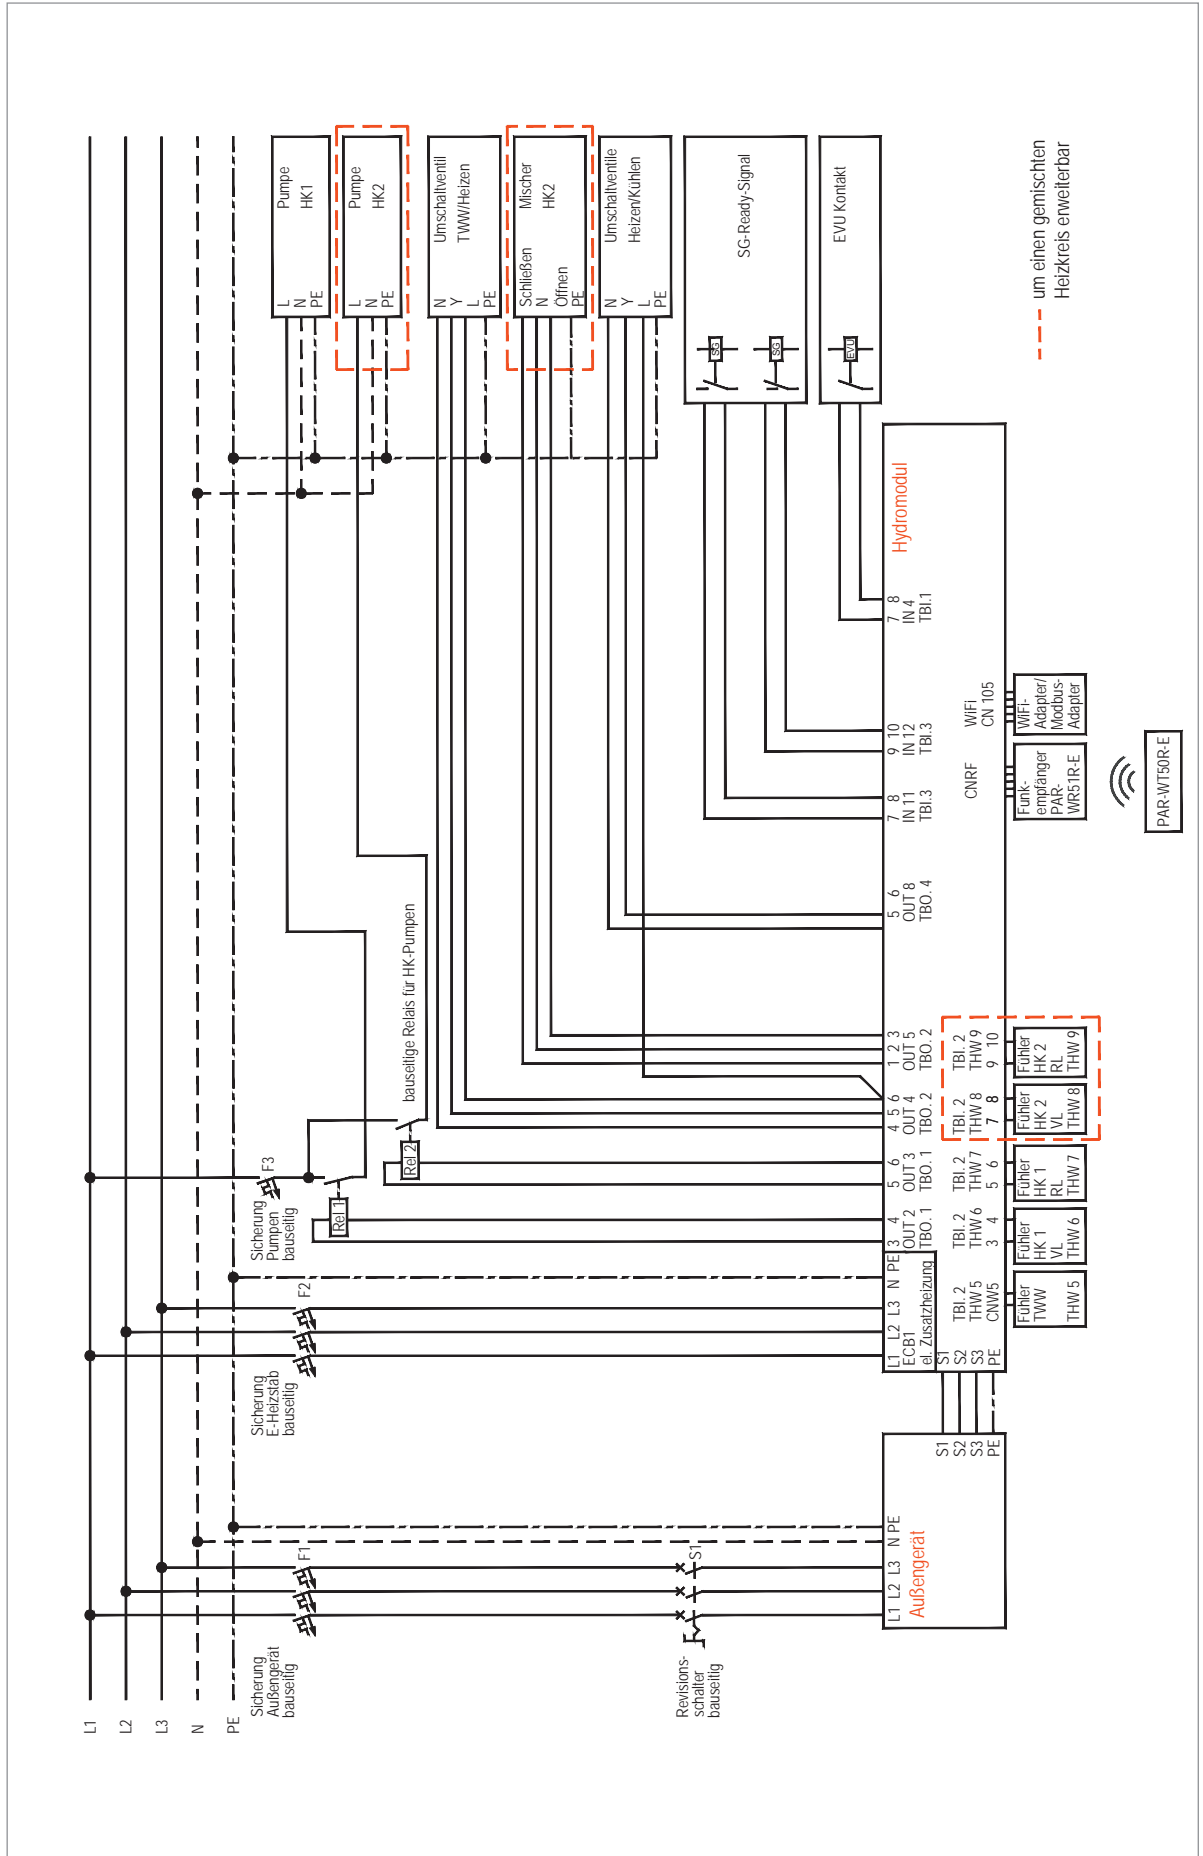 L1
L2
L3
N
PE
Sicherung
Außengerät
bauseitig
F1
Sicherung
E-Heizstab
bauseitig
F2
Sicherung
Pumpen
bauseitig
F3
Rel 1
Rel 2
bauseitige Relais für HK-Pumpen
Revisions-
schalter
bauseitig
S1
Pumpe
HK1
L
N
PE
Pumpe
HK2
L
N
PE
Umschaltventil
TWW/Heizen
N
Y
L
PE
Mischer
HK2
Schließen
N
Öffnen
PE
Umschaltventile
Heizen/Kühlen
N
Y
L
PE
SG-Ready-Signal
SG
SG
EVU Kontakt
EVU
um einen gemischten
Heizkreis erweiterbar
Außengerät
L1 L2 L3 N PE
S1
S2
S3
PE
Hydromodul
L1 L2 L3 N PE
ECB1
el. Zusatzheizung
S1
S2
S3
PE
3 4
OUT 2
TBO. 1
5 6
OUT 3
TBO. 1
4 5 6
OUT 4
TBO. 2
1 2 3
OUT 5
TBO. 2
5 6
OUT 8
TBO. 4
7 8
IN 11
TBI.3
9 10
IN 12
TBI.3
7 8
IN 4
TBI.1
TBI. 2
THW 5
CNW5
TBI. 2
THW 6
3 4
TBI. 2
THW 7
5 6
TBI. 2
THW 8
7 8
TBI. 2
THW 9
9 10
CNRF
WiFi
CN 105
Fühler
TWW
THW 5
Fühler
HK 1
VL
THW 6
Fühler
HK 1
RL
THW 7
Fühler
HK 2
VL
THW 8
Fühler
HK 2
RL
THW 9
Funk-
empfänger
PAR-
WR51R-E
WiFi-
Adapter/
Modbus-
Adapter
PAR-WT50R-E